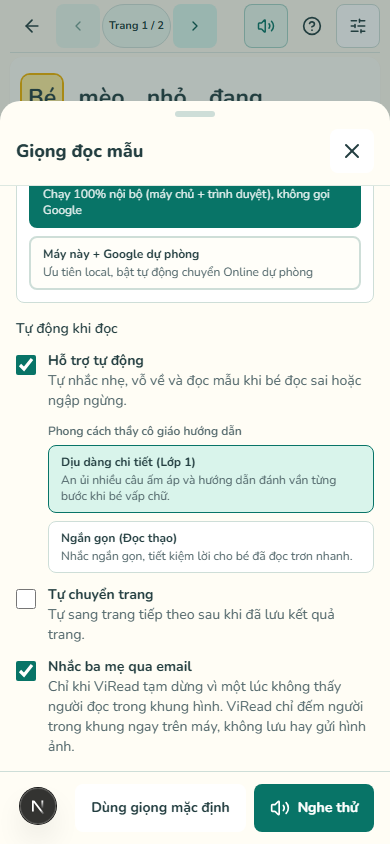 Trang 1 / 2
Bé mèo nhỏ đang
Giọng đọc mẫu
Chạy 100% nội bộ (máy chủ + trình duyệt), không gọi
Google
Máy này + Google dự phòng
Ưu tiên local, bật tự động chuyển Online dự phòng
Tự động khi đọc
Hỗ trợ tự động
Tự nhắc nhẹ, vỗ về và đọc mẫu khi bé đọc sai hoặc
ngập ngừng.
Phong cách thầy cô giáo hướng dẫn
Dịu dàng chi tiết (Lớp 1)
An ủi nhiều câu ấm áp và hướng dẫn đánh vần từng
bước khi bé vấp chữ.
Ngắn gọn (Đọc thạo)
Nhắc ngắn gọn, tiết kiệm lời cho bé đã đọc trơn nhanh.
Tự chuyển trang
Tự sang trang tiếp theo sau khi đã lưu kết quả
trang.
Nhắc ba mẹ qua email
Chỉ khi ViRead tạm dừng vì một lúc không thấy
người đọc trong khung hình. ViRead chỉ đếm người
trong khung ngay trên máy, không lưu hay gửi hình
ảnh.
N
Dùng giọng mặc định
Nghe thử